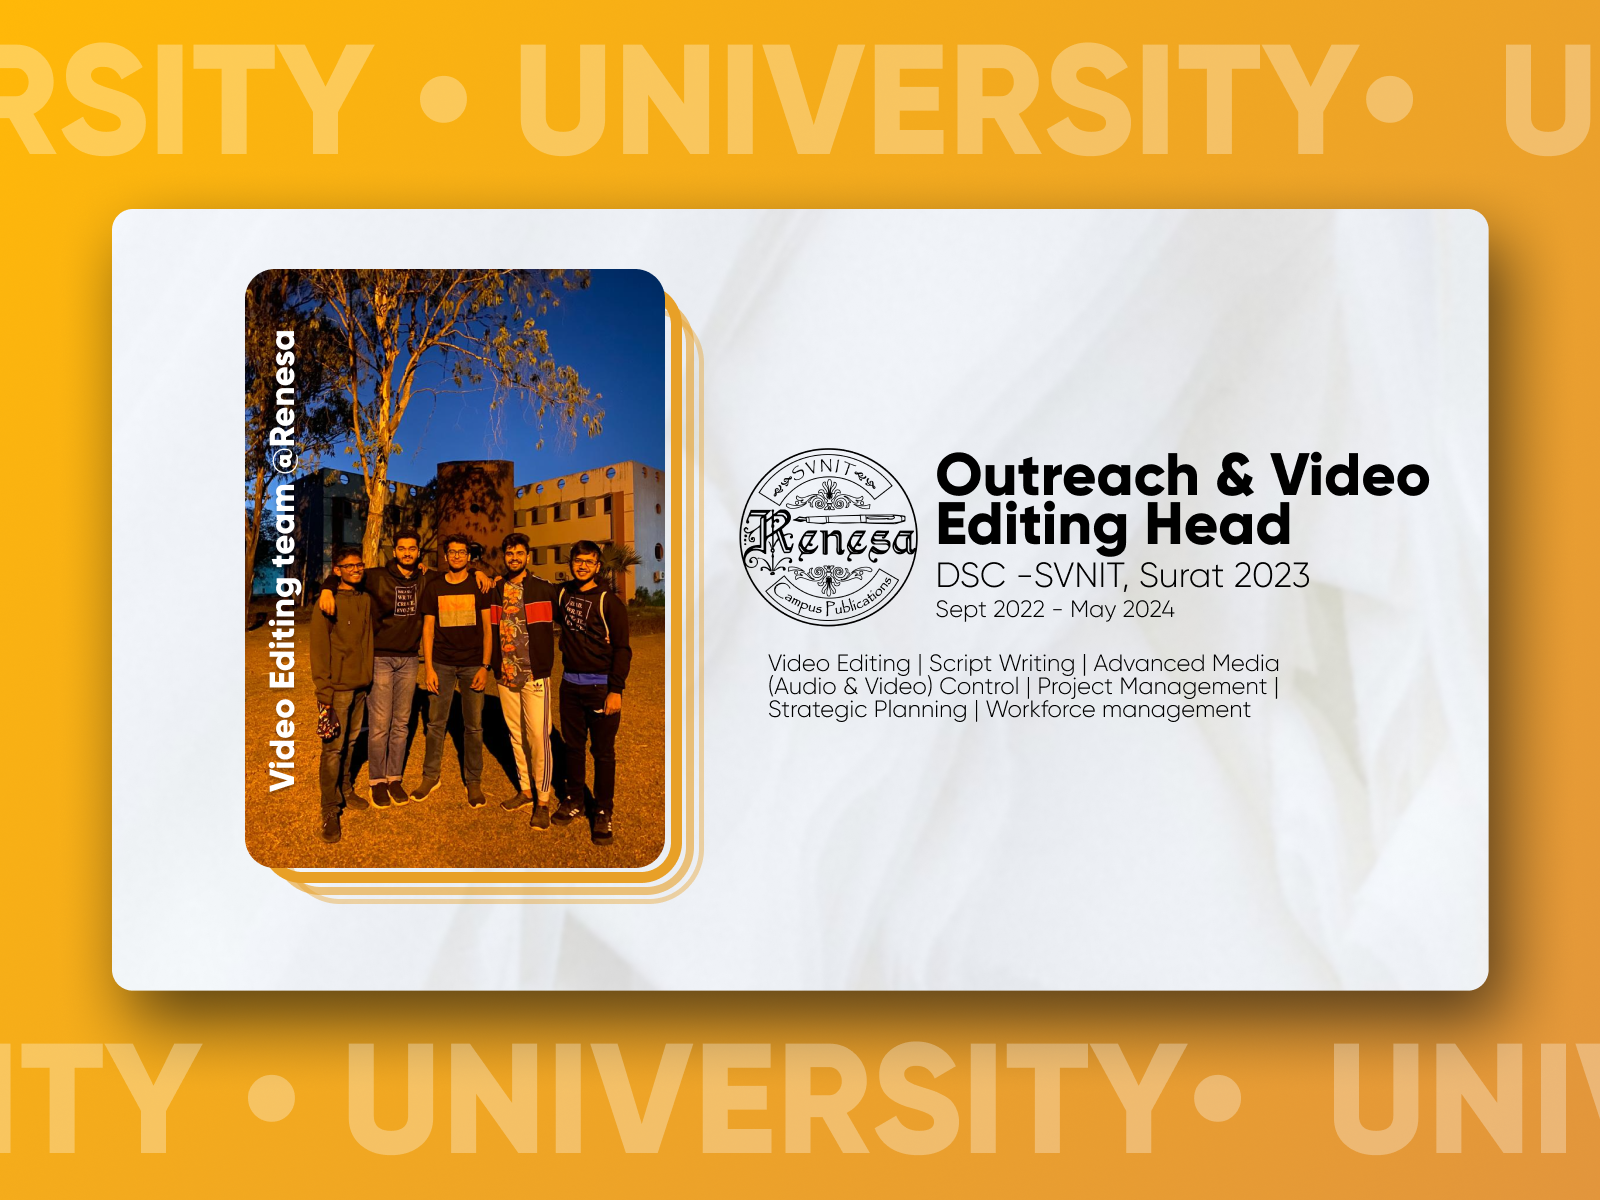 RSITY • UNIVERSITY• U
Video Editing team @Renesa
SVNIT
Renesa
Campus Publications
Outreach & Video
Editing Head
DSC -SVNIT, Surat 2023
Sept 2022 - May 2024
Video Editing | Script Writing | Advanced Media
(Audio & Video) Control | Project Management |
Strategic Planning | Workforce management
ITY • UNIVERSITY• UNIV